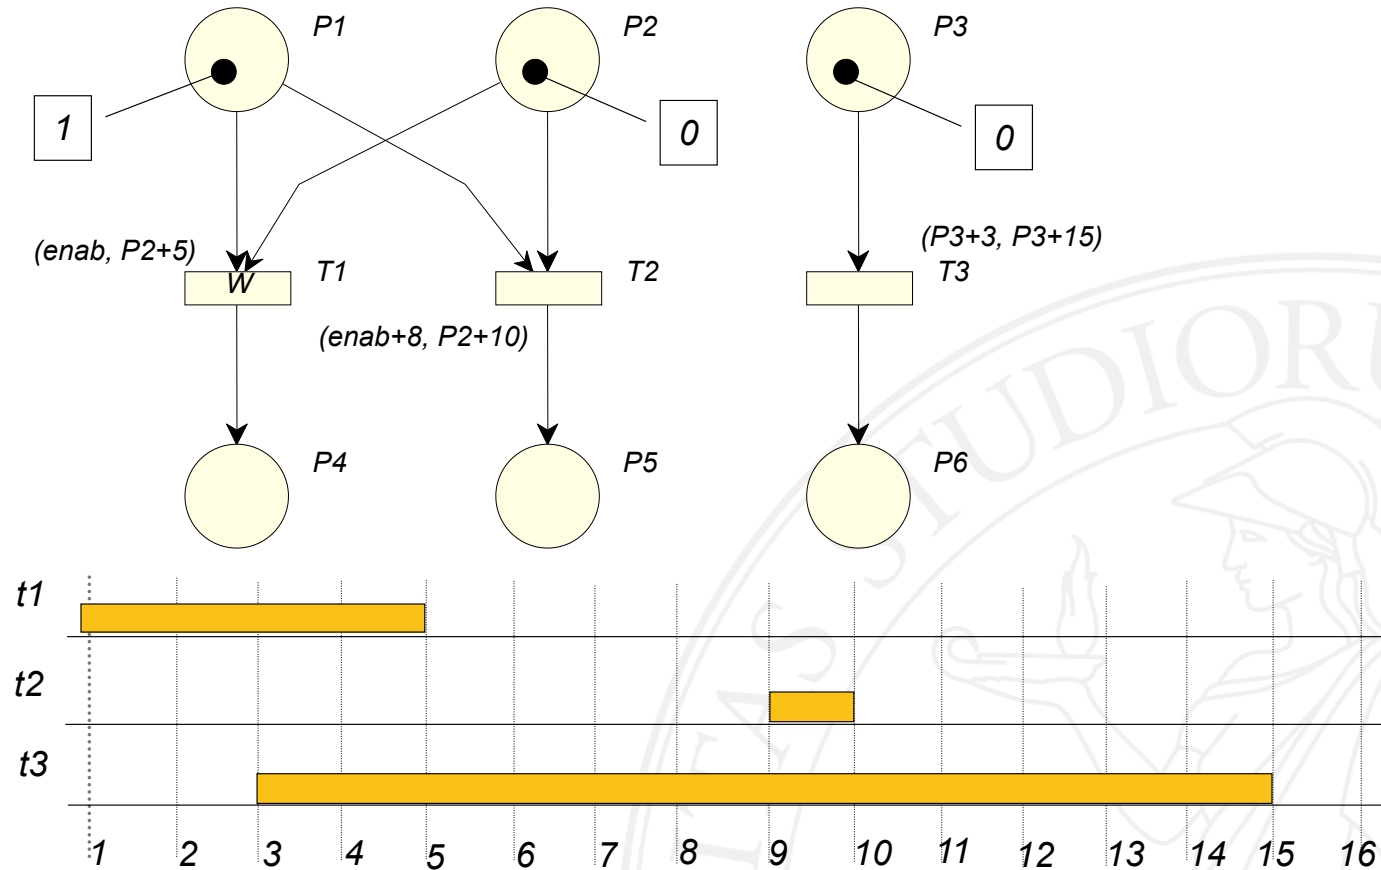 P1
P2
P3
1
0
0
(enab, P2+5)
(P3+3, P3+15)
W
T1
T2
T3
(enab+8, P2+10)
P4
P5
P6
STUDIORU
TAS
t1
t2
t3
1 2 3 4 5 6 7 8 9 10 11 12 13 14 15 16